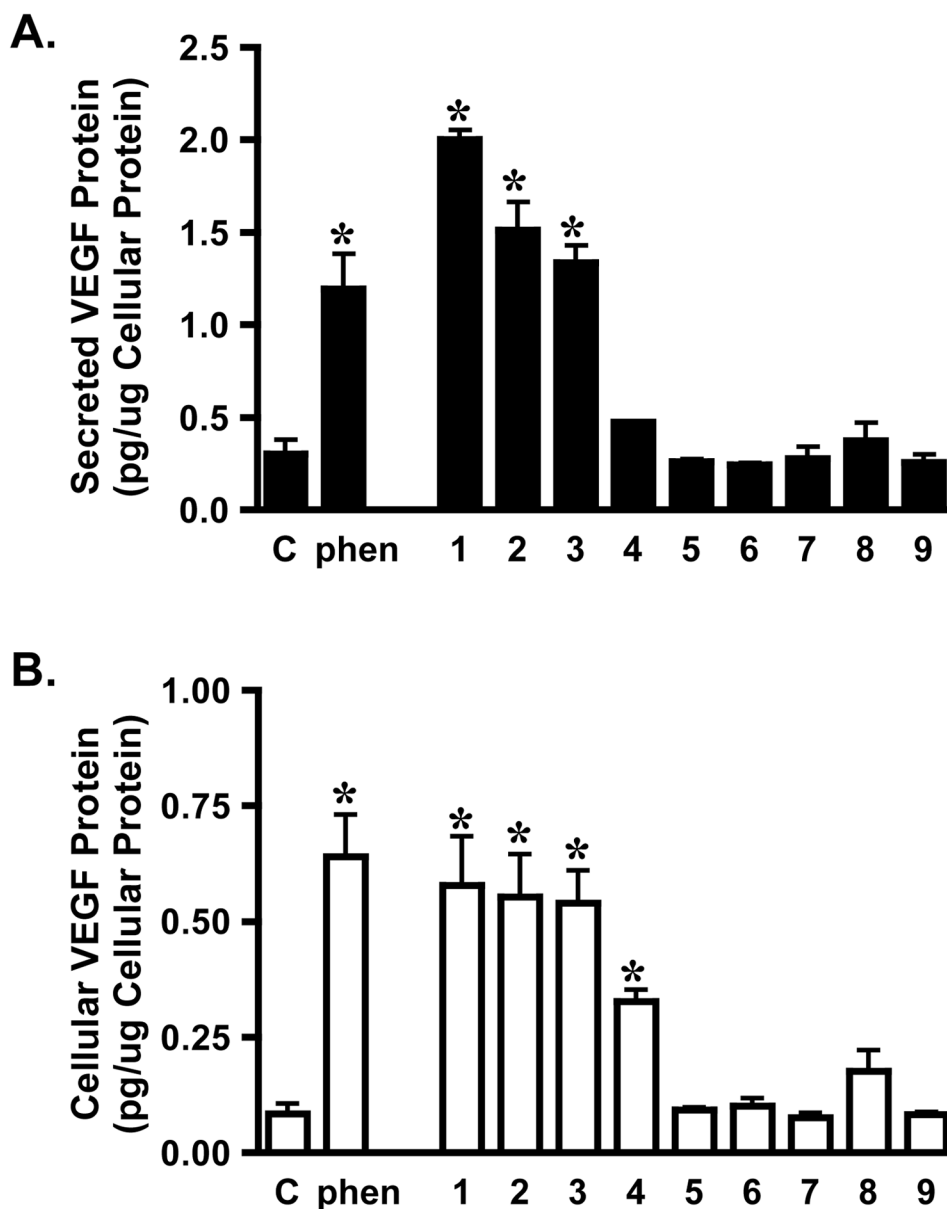 A.
Secreted VEGF Protein
(pg/ug Cellular Protein)
2.5
2.0
1.5
1.0
0.5
0.0
* * * *
C phen 1 2 3 4 5 6 7 8 9
B.
Cellular VEGF Protein
(pg/ug Cellular Protein)
1.00
0.75
0.50
0.25
0.00
* * * * *
C phen 1 2 3 4 5 6 7 8 9